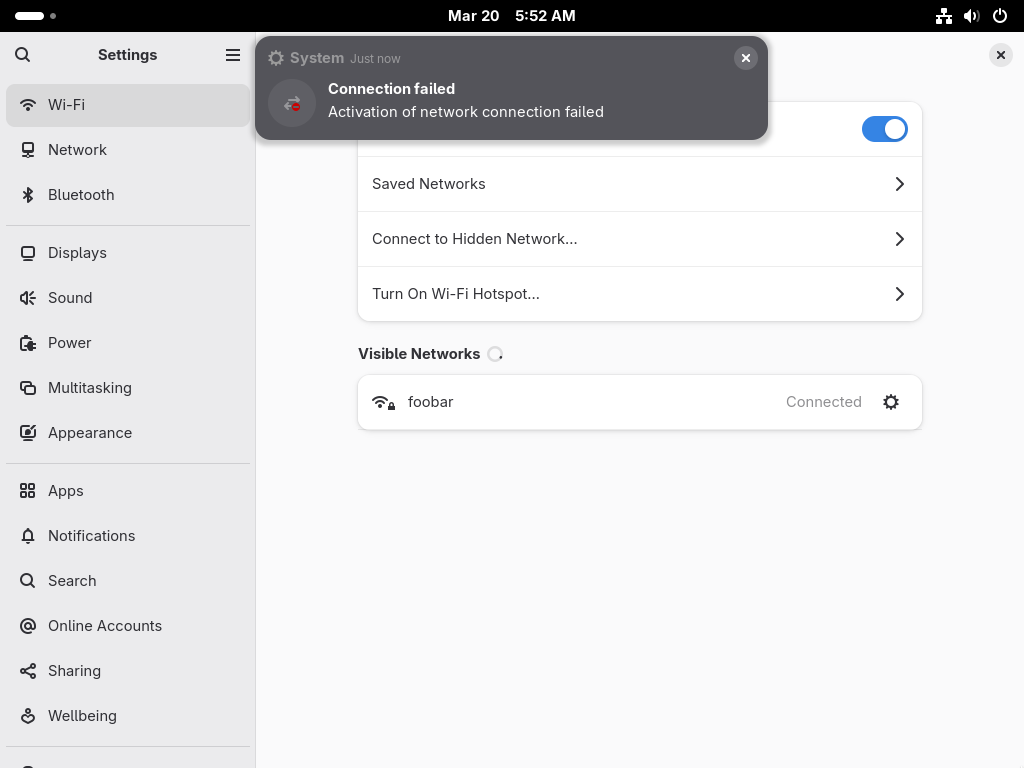 Mar 20 5:52 AM
Settings
System Just now
Connection failed
Activation of network connection failed
Wi-Fi
Network
Bluetooth
Displays
Sound
Power
Multitasking
Appearance
Apps
Notifications
Search
Online Accounts
Sharing
Wellbeing
Saved Networks
Connect to Hidden Network...
Turn On Wi-Fi Hotspot...
Visible Networks
foobar Connected